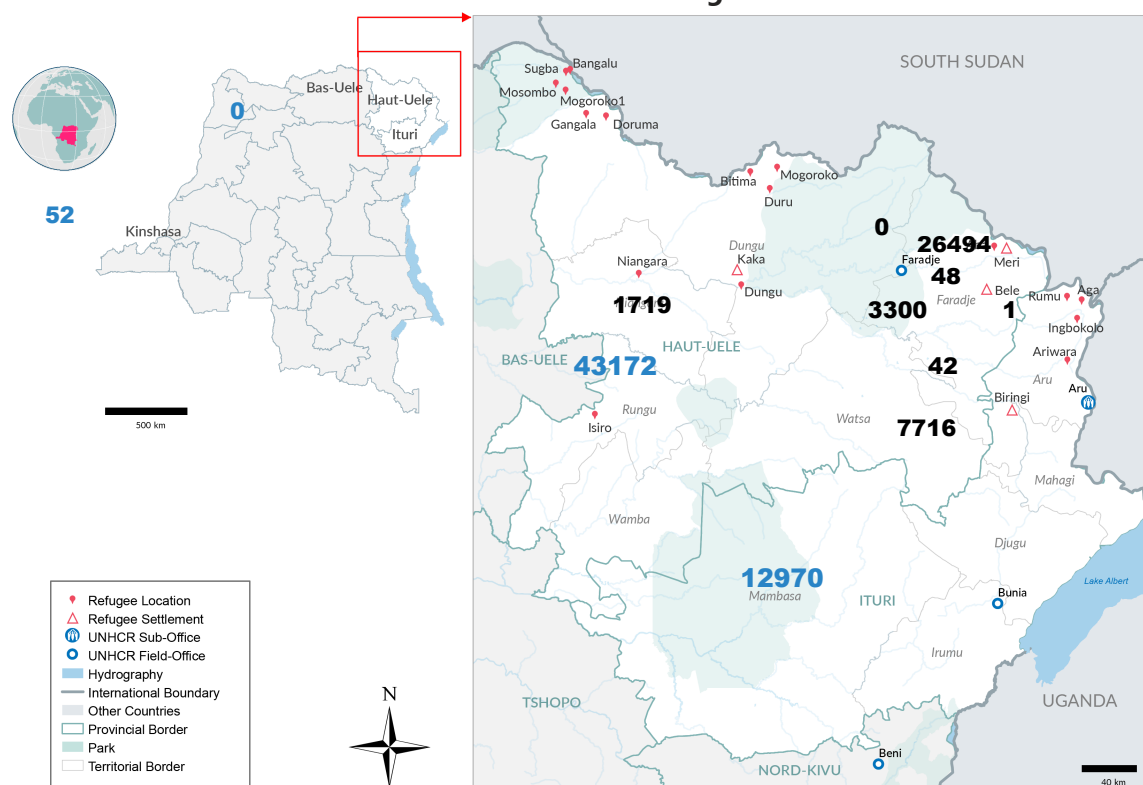 Bas-Uele
Haut-Uele
Ituri
0
52
Kinshasa
500 km
SOUTH SUDAN
Sugba
Bangalu
Mosombo
Mogoroko1
Gangala
Doruma
Bitima
Mogoroko
Duru
0
26494
Meri
Dungu
Kaka
Faradje
48
Niangara
Dungu
Bele
Rumu
Aga
Faradje
1719
3300
1
Ingbokolo
HAUT-UELE
BAS-UELE
43172
42
Ariwara
Aru
Aru
Biringi
Rungu
Isiro
Watsa
7716
Mahagi
Wamba
Djugu
12970
Mambasa
ITURI
Bunia
Lake Albert
Irumu
TSHOPO
UGANDA
Beni
NORD-KIVU
40 km
N
Refugee Location
Refugee Settlement
UNHCR Sub-Office
UNHCR Field-Office
Hydrography
International Boundary
Other Countries
Provincial Border
Park
Territorial Border